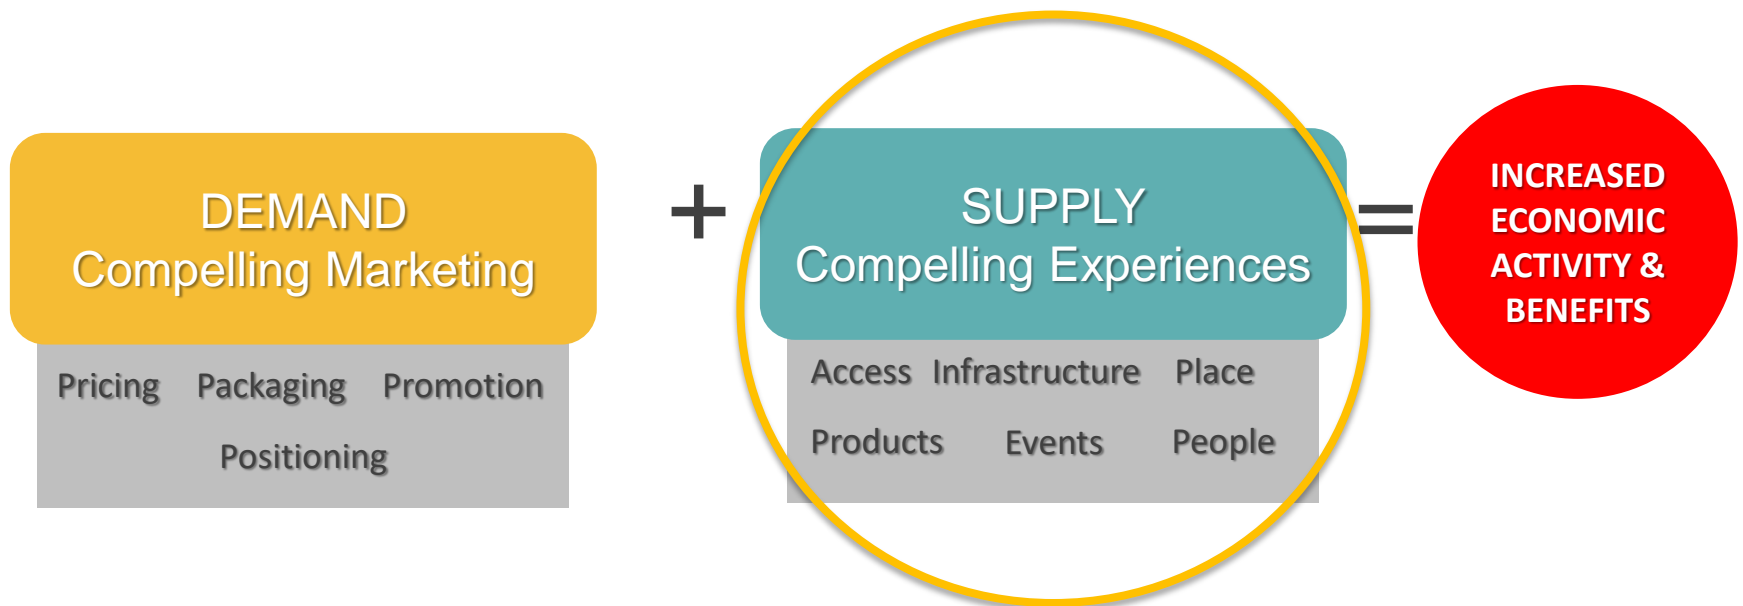 DEMAND
Compelling Marketing
Pricing Packaging Promotion
Positioning
+
SUPPLY
Compelling Experiences
Access Infrastructure Place
Products Events People
=
INCREASED
ECONOMIC
ACTIVITY &
BENEFITS